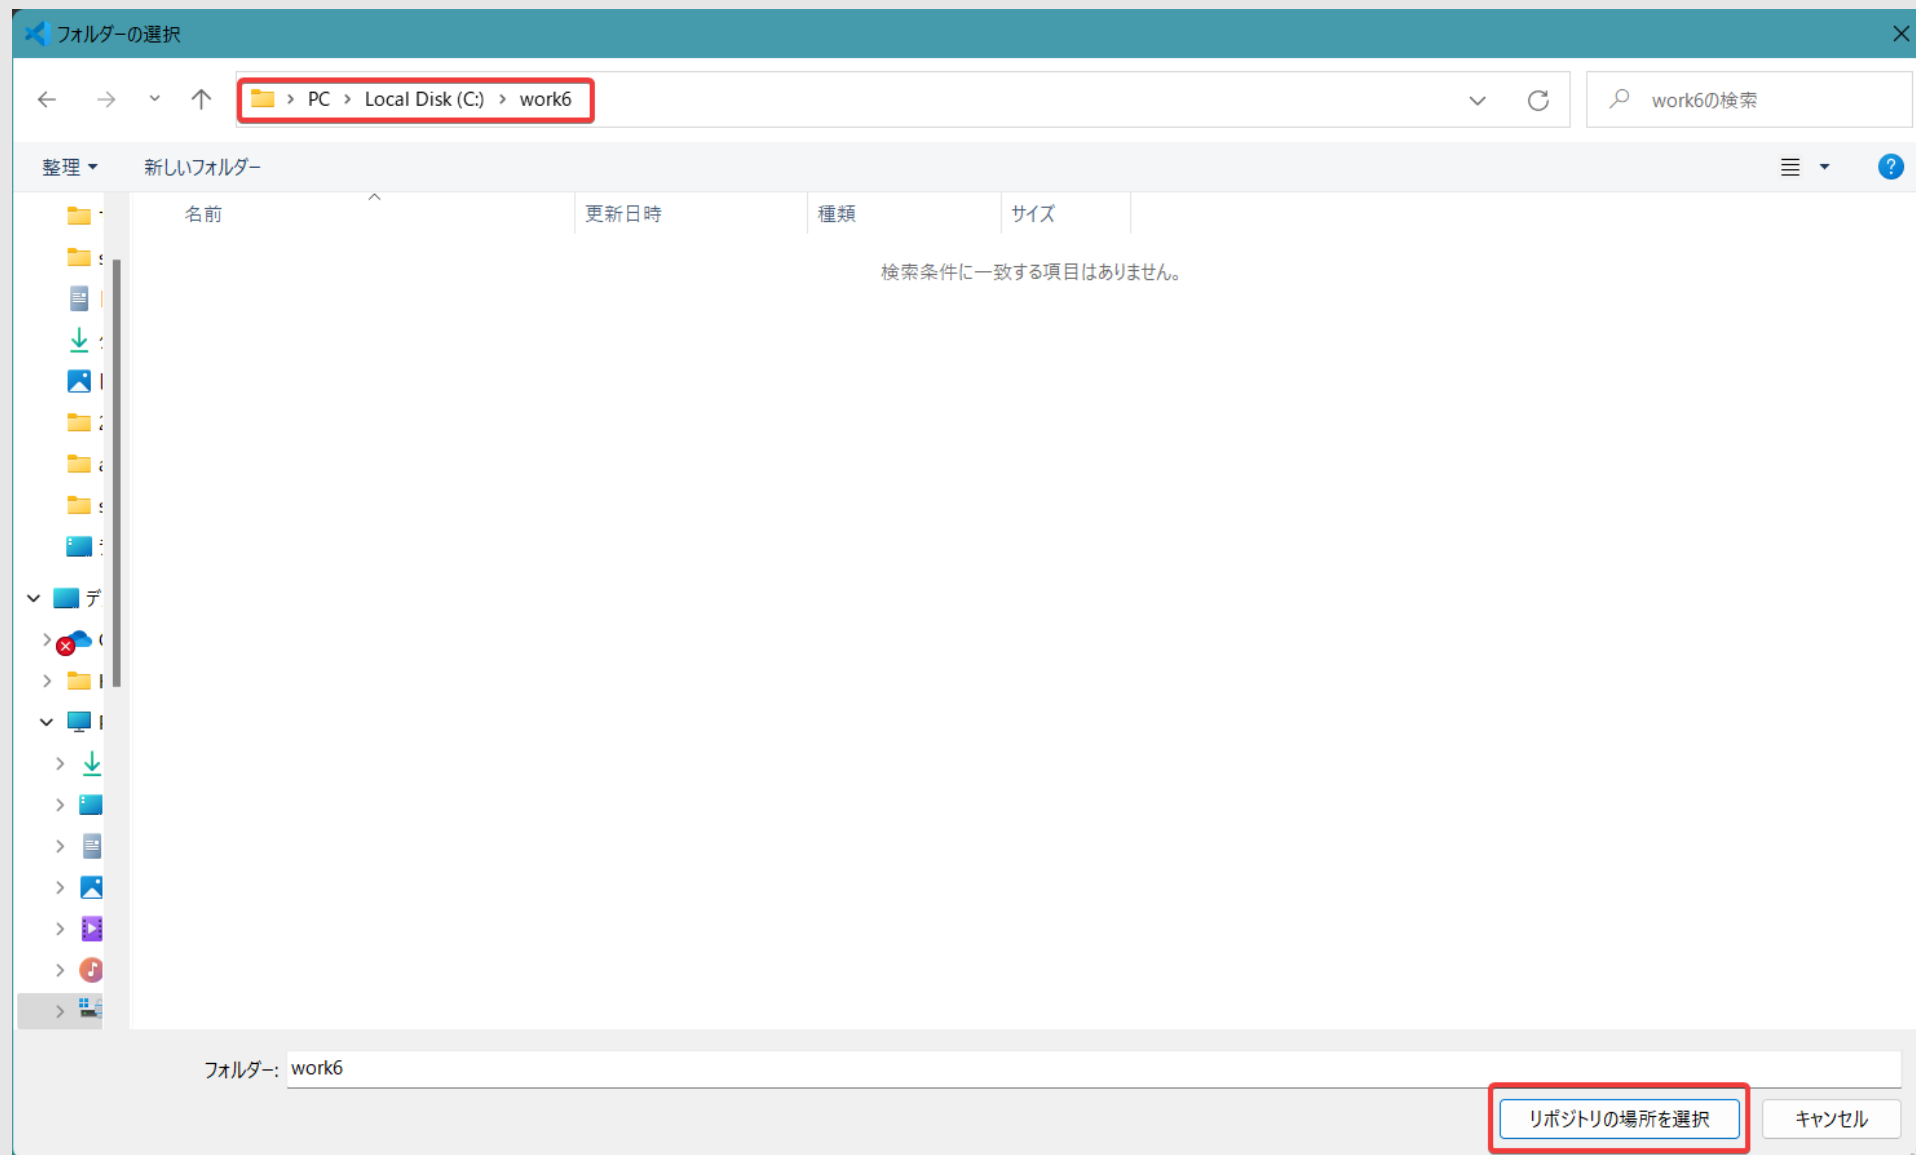 フォルダーの選択
PC > Local Disk (C:) > work6
work6の検索
整理
新しいフォルダー
名前
更新日時
種類
サイズ
検索条件に一致する項目はありません。
フォルダー: work6
リポジトリの場所を選択
キャンセル